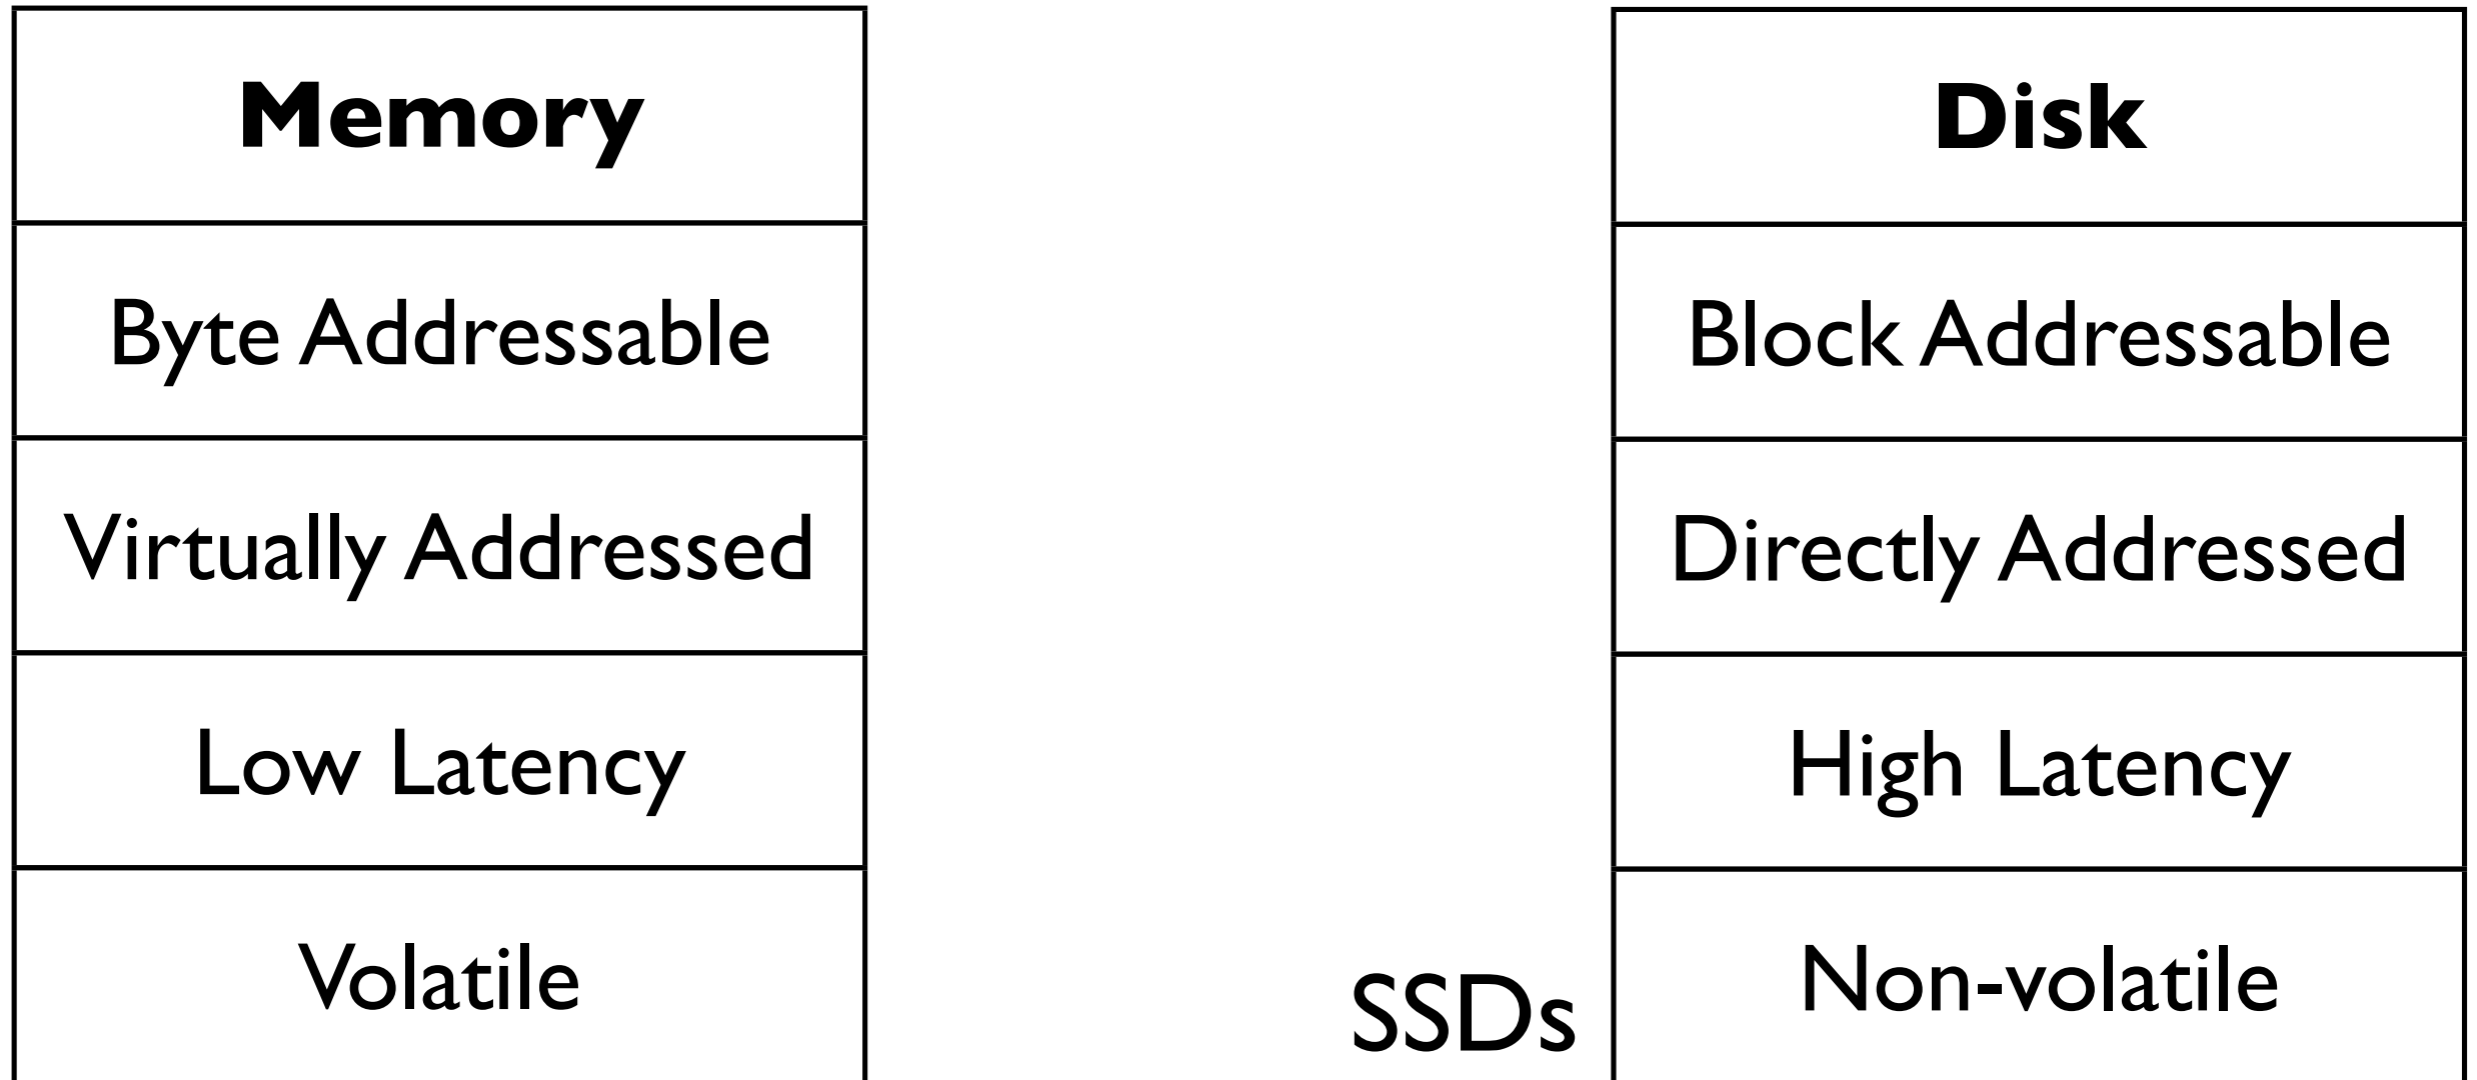 Memory
Byte Addressable
Virtually Addressed
Low Latency
Volatile
SSDs
Disk
Block Addressable
Directly Addressed
High Latency
Non-volatile